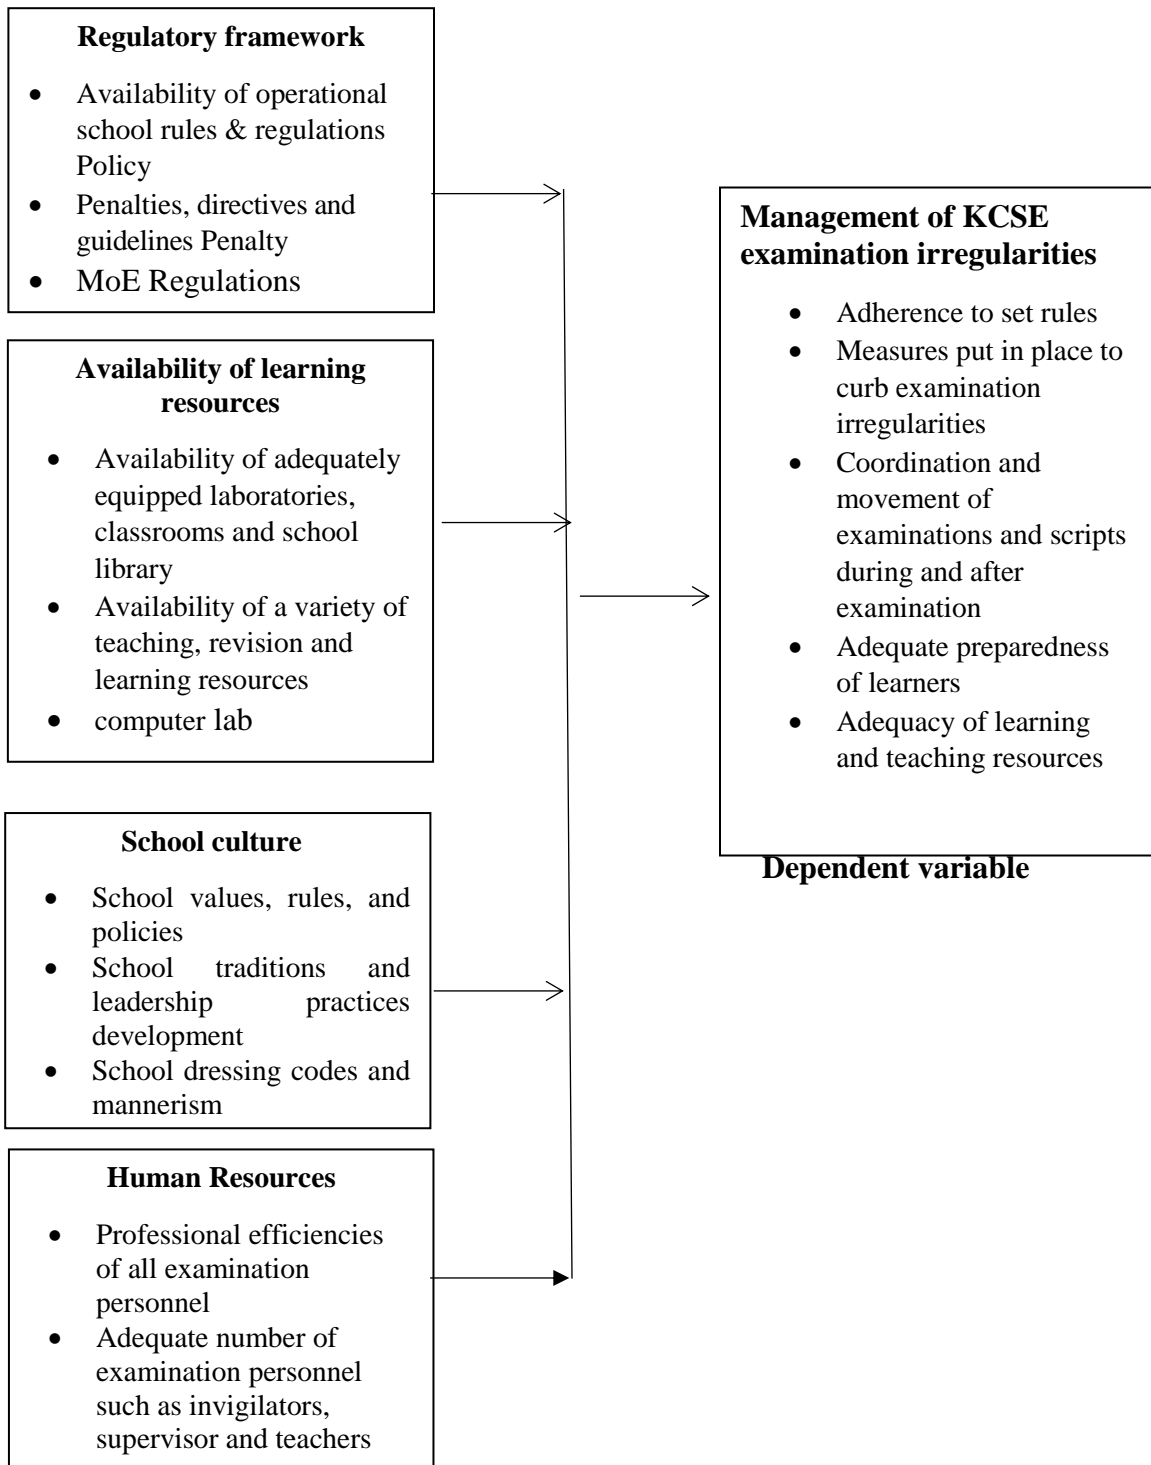 Regulatory framework
• Availability of operational
school rules & regulations
Policy
• Penalties, directives and
guidelines Penalty
• MoE Regulations
Availability of learning
resources
• Availability of adequately
equipped laboratories,
classrooms and school
library
• Availability of a variety of
teaching, revision and
learning resources
• computer lab
School culture
• School values, rules, and
policies
• School traditions and
leadership practices
development
• School dressing codes and
mannerism
Human Resources
• Professional efficiencies
of all examination
personnel
• Adequate number of
examination personnel
such as invigilators,
supervisor and teachers
Management of KCSE
examination irregularities
• Adherence to set rules
• Measures put in place to
curb examination
irregularities
• Coordination and
movement of
examinations and scripts
during and after
examination
• Adequate preparedness
of learners
• Adequacy of learning
and teaching resources
Dependent variable